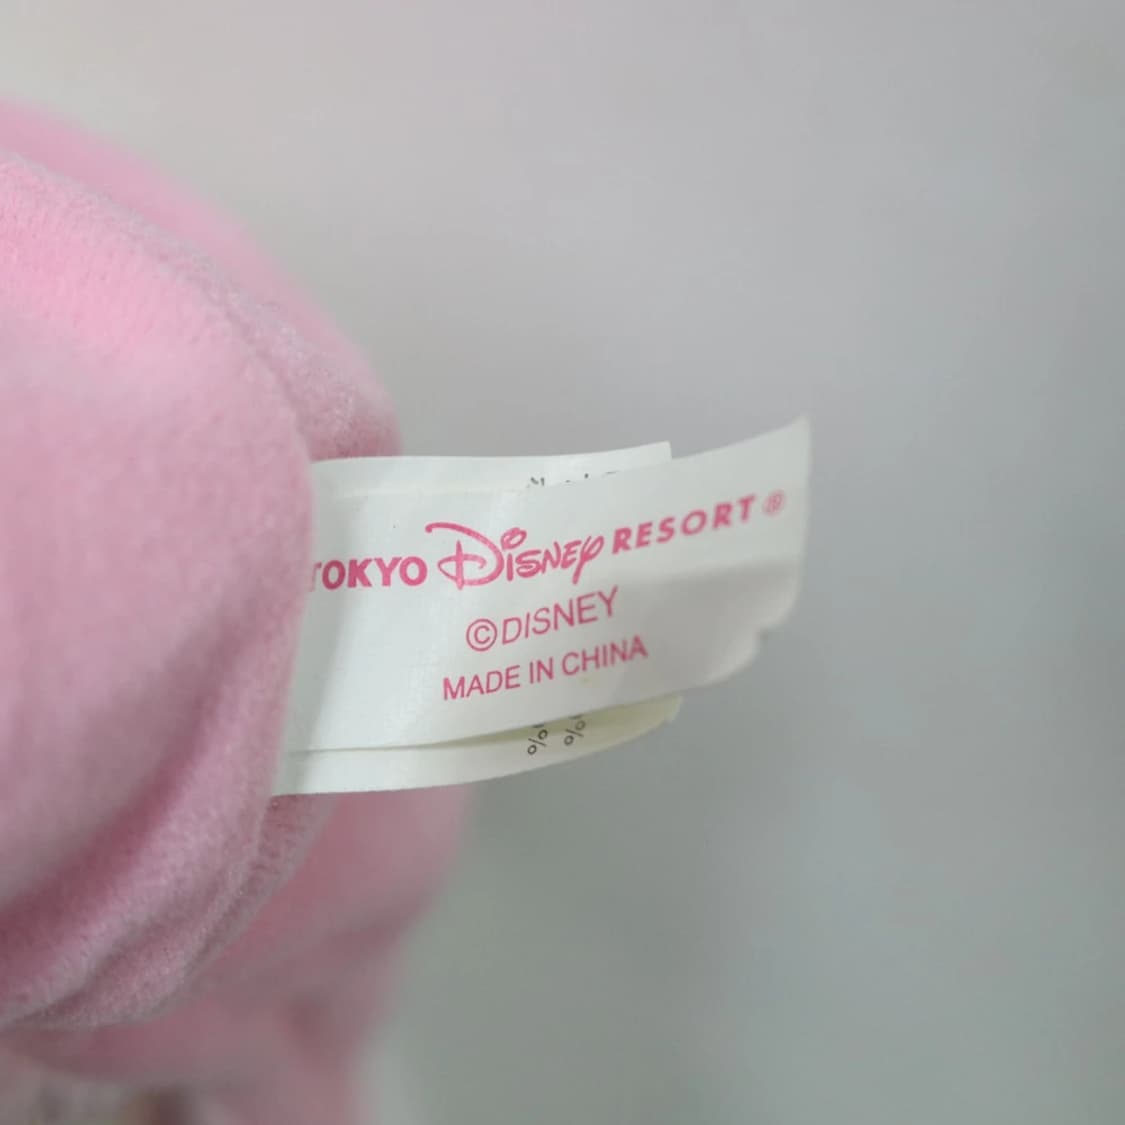 TOKYO DISNEY RESORT®
©DISNEY
MADE IN CHINA
% %